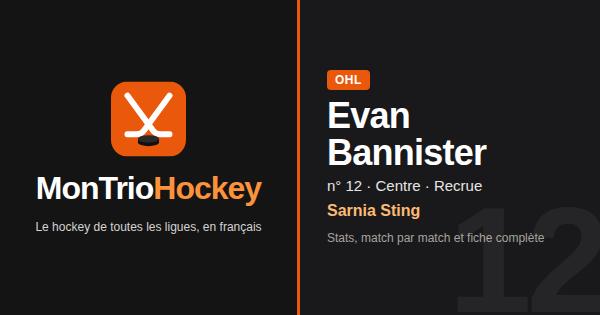 MonTrioHockey
Le hockey de toutes les ligues, en français
OHL
Evan
Bannister
n° 12 · Centre · Recrue
Sarnia Sting
Stats, match par match et fiche complète
12